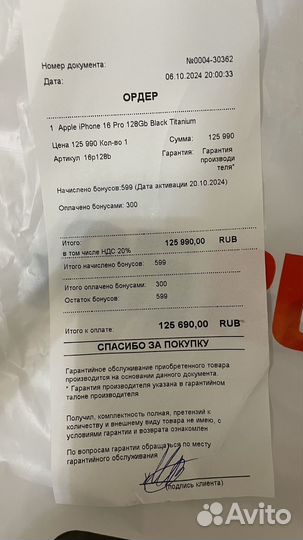 Номер документа: №0004-30362
Дата: 06.10.2024 20:00:33
ОРДЕР
1 Apple iPhone 16 Pro 128Gb Black Titanium
Цена 125 990 Кол-во 1 Сумма: 125 990
Артикул 16p128b Гарантия: Гарантия
производи
теля*
Начислено бонусов:599 (Дата активации 20.10.2024)
Оплачено бонусами: 300
Итого: 125 990,00 RUB
в том числе НДС 20%
Итого начислено бонусов: 599
Итого оплачено бонусами: 300
Остаток бонусов: 599
Итого к оплате: 125 690,00 RUB
СПАСИБО ЗА ПОКУПКУ
Гарантийное обслуживание приобретенного товара
производится на основании данного документа.
* Гарантия производителя указана в гарантийном
талоне производителя
Получил, комплектность полная, претензий к
количеству и внешнему виду товара не имею, с
условиями гарантии и возврата ознакомлен
По вопросам гарантии обращаться по месту
гарантийного обслуживания
(подпись клиента)
Avito